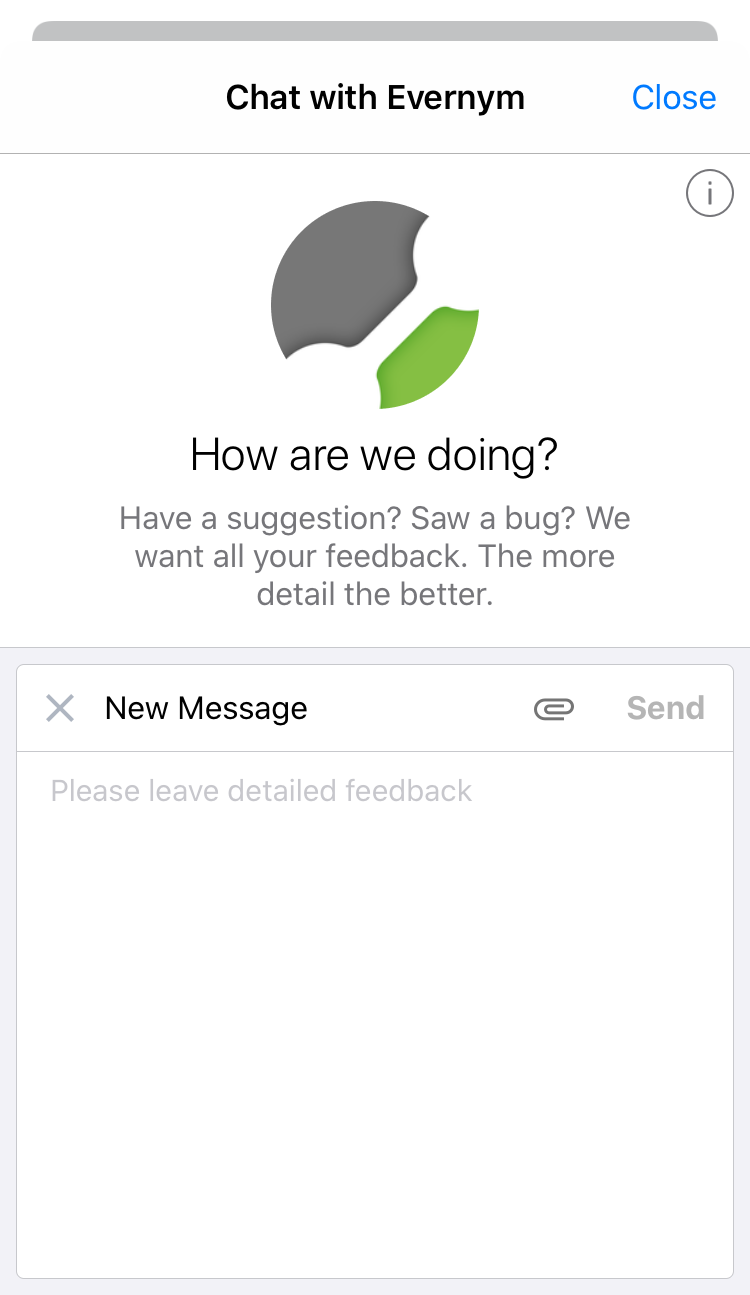 Chat with Evernym
Close
How are we doing?
Have a suggestion? Saw a bug? We
want all your feedback. The more
detail the better.
New Message
Send
Please leave detailed feedback